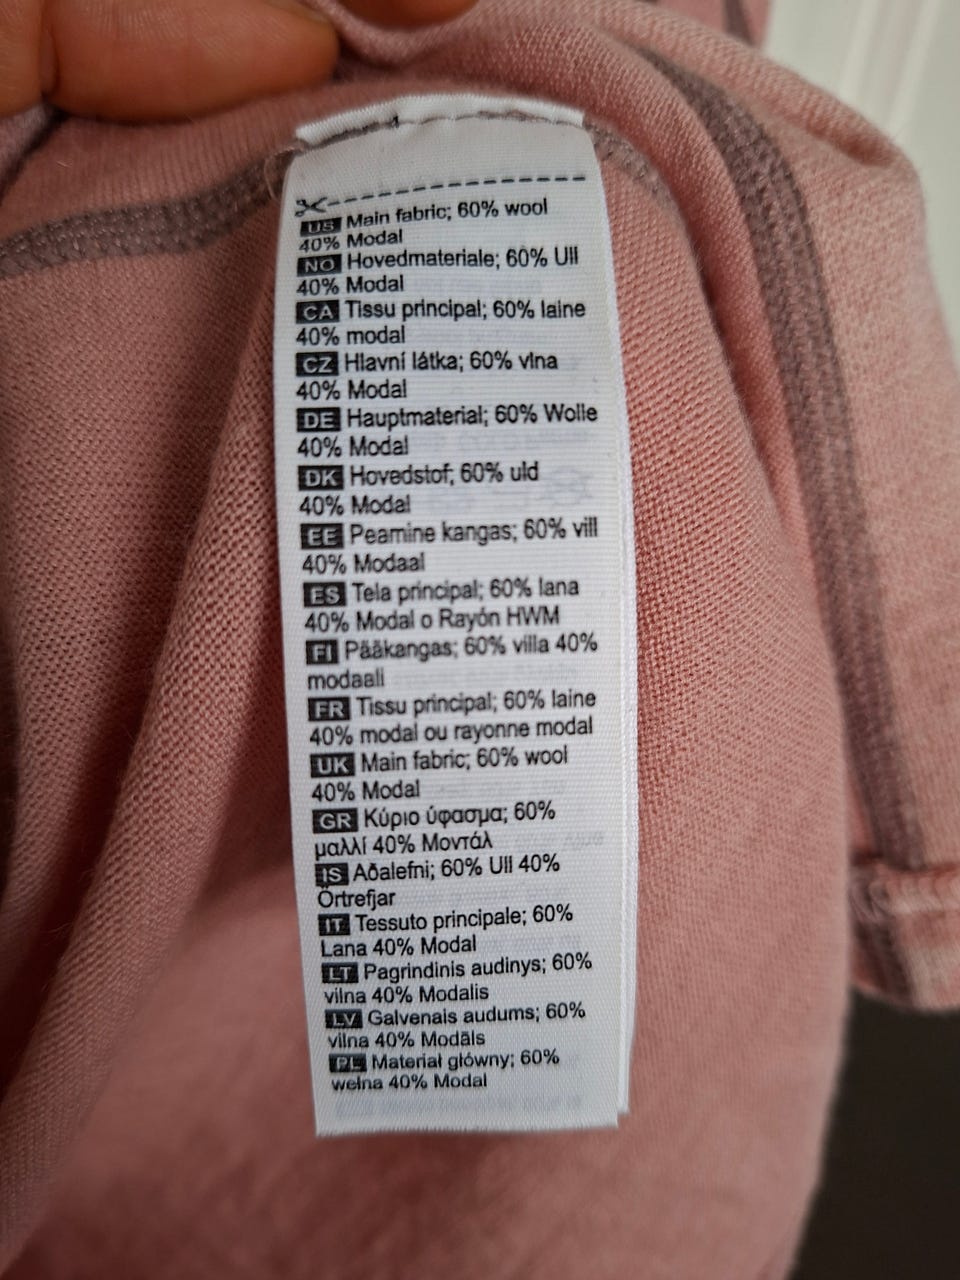 US Main fabric; 60% wool
40% Modal
NO Hovedmateriale; 60% Ull
40% Modal
CA Tissu principal; 60% laine
40% modal
CZ Hlavní látka; 60% vlna
40% Modal
DE Hauptmaterial; 60% Wolle
40% Modal
DK Hovedstof; 60% uld
40% Modal
EE Peamine kangas; 60% vill
40% Modaal
ES Tela principal; 60% lana
40% Modal o Rayón HWM
FI Pääkangas; 60% villa 40%
modaali
FR Tissu principal; 60% laine
40% modal ou rayonne modal
UK Main fabric; 60% wool
40% Modal
GR Κύριο ύφασμα; 60%
μαλλί 40% Μοντάλ
IS Aðalefni; 60% Ull 40%
Örtrefjar
IT Tessuto principale; 60%
Lana 40% Modal
LT Pagrindinis audinys; 60%
vilna 40% Modalis
LV Galvenais audums; 60%
vilna 40% Modāls
PL Materiał główny; 60%
wełna 40% Modal